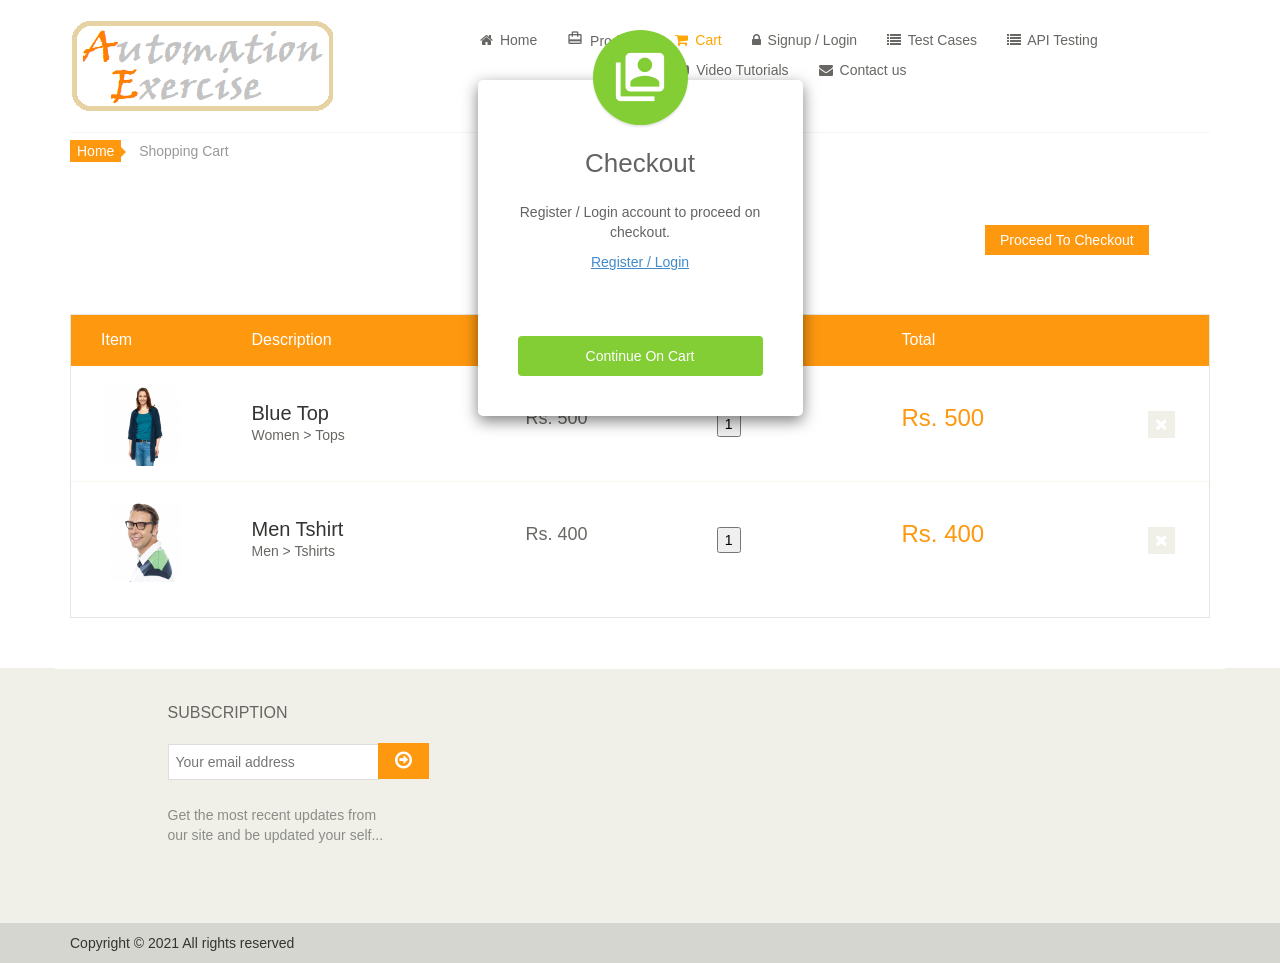 Automation
Exercise
Home
Cart
Signup / Login
Test Cases
API Testing
Video Tutorials
Contact us
Home
Shopping Cart
Checkout
Register / Login account to proceed on
checkout.
Register / Login
Continue On Cart
Proceed To Checkout
Item Description Total
Blue Top
Women > Tops
Rs. 500
1
Rs. 500
Men Tshirt
Men > Tshirts
Rs. 400
1
Rs. 400
SUBSCRIPTION
Your email address
Get the most recent updates from
our site and be updated your self...
Copyright © 2021 All rights reserved